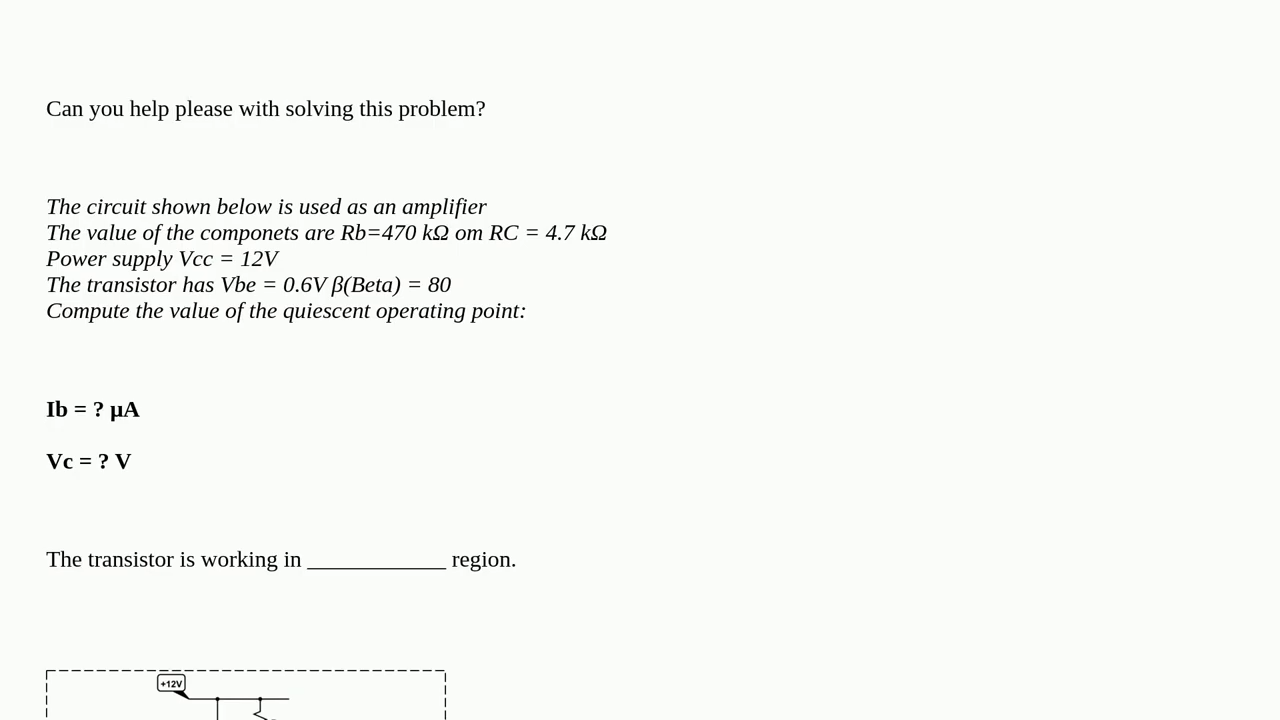 Can you help please with solving this problem?
The circuit shown below is used as an amplifier
The value of the componets are Rb=470 kΩ om RC = 4.7 kΩ
Power supply Vcc = 12V
The transistor has Vbe = 0.6V β(Beta) = 80
Compute the value of the quiescent operating point:
Ib = ? µA
Vc = ? V
The transistor is working in ____________ region.
+12V